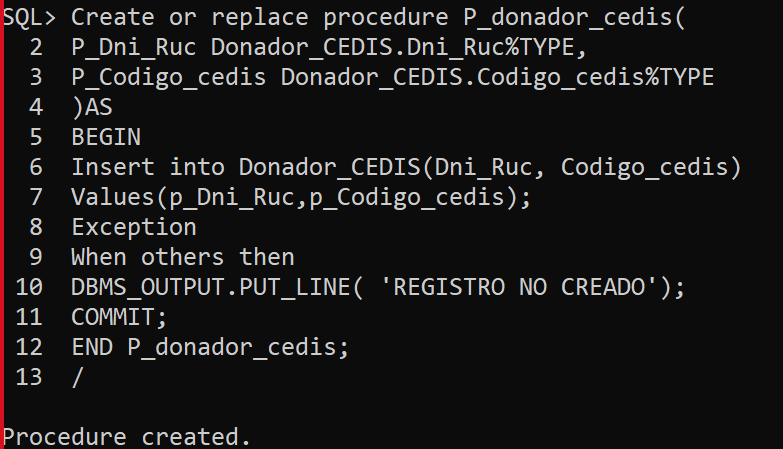 SQL> Create or replace procedure P_donador_cedis(
2 P_Dni_Ruc Donador_CEDIS.Dni_Ruc%TYPE,
3 P_Codigo_cedis Donador_CEDIS.Codigo_cedis%TYPE
4 )AS
5 BEGIN
6 Insert into Donador_CEDIS(Dni_Ruc, Codigo_cedis)
7 Values(p_Dni_Ruc,p_Codigo_cedis);
8 Exception
9 When others then
10 DBMS_OUTPUT.PUT_LINE( 'REGISTRO NO CREADO');
11 COMMIT;
12 END P_donador_cedis;
13 /
Procedure created.